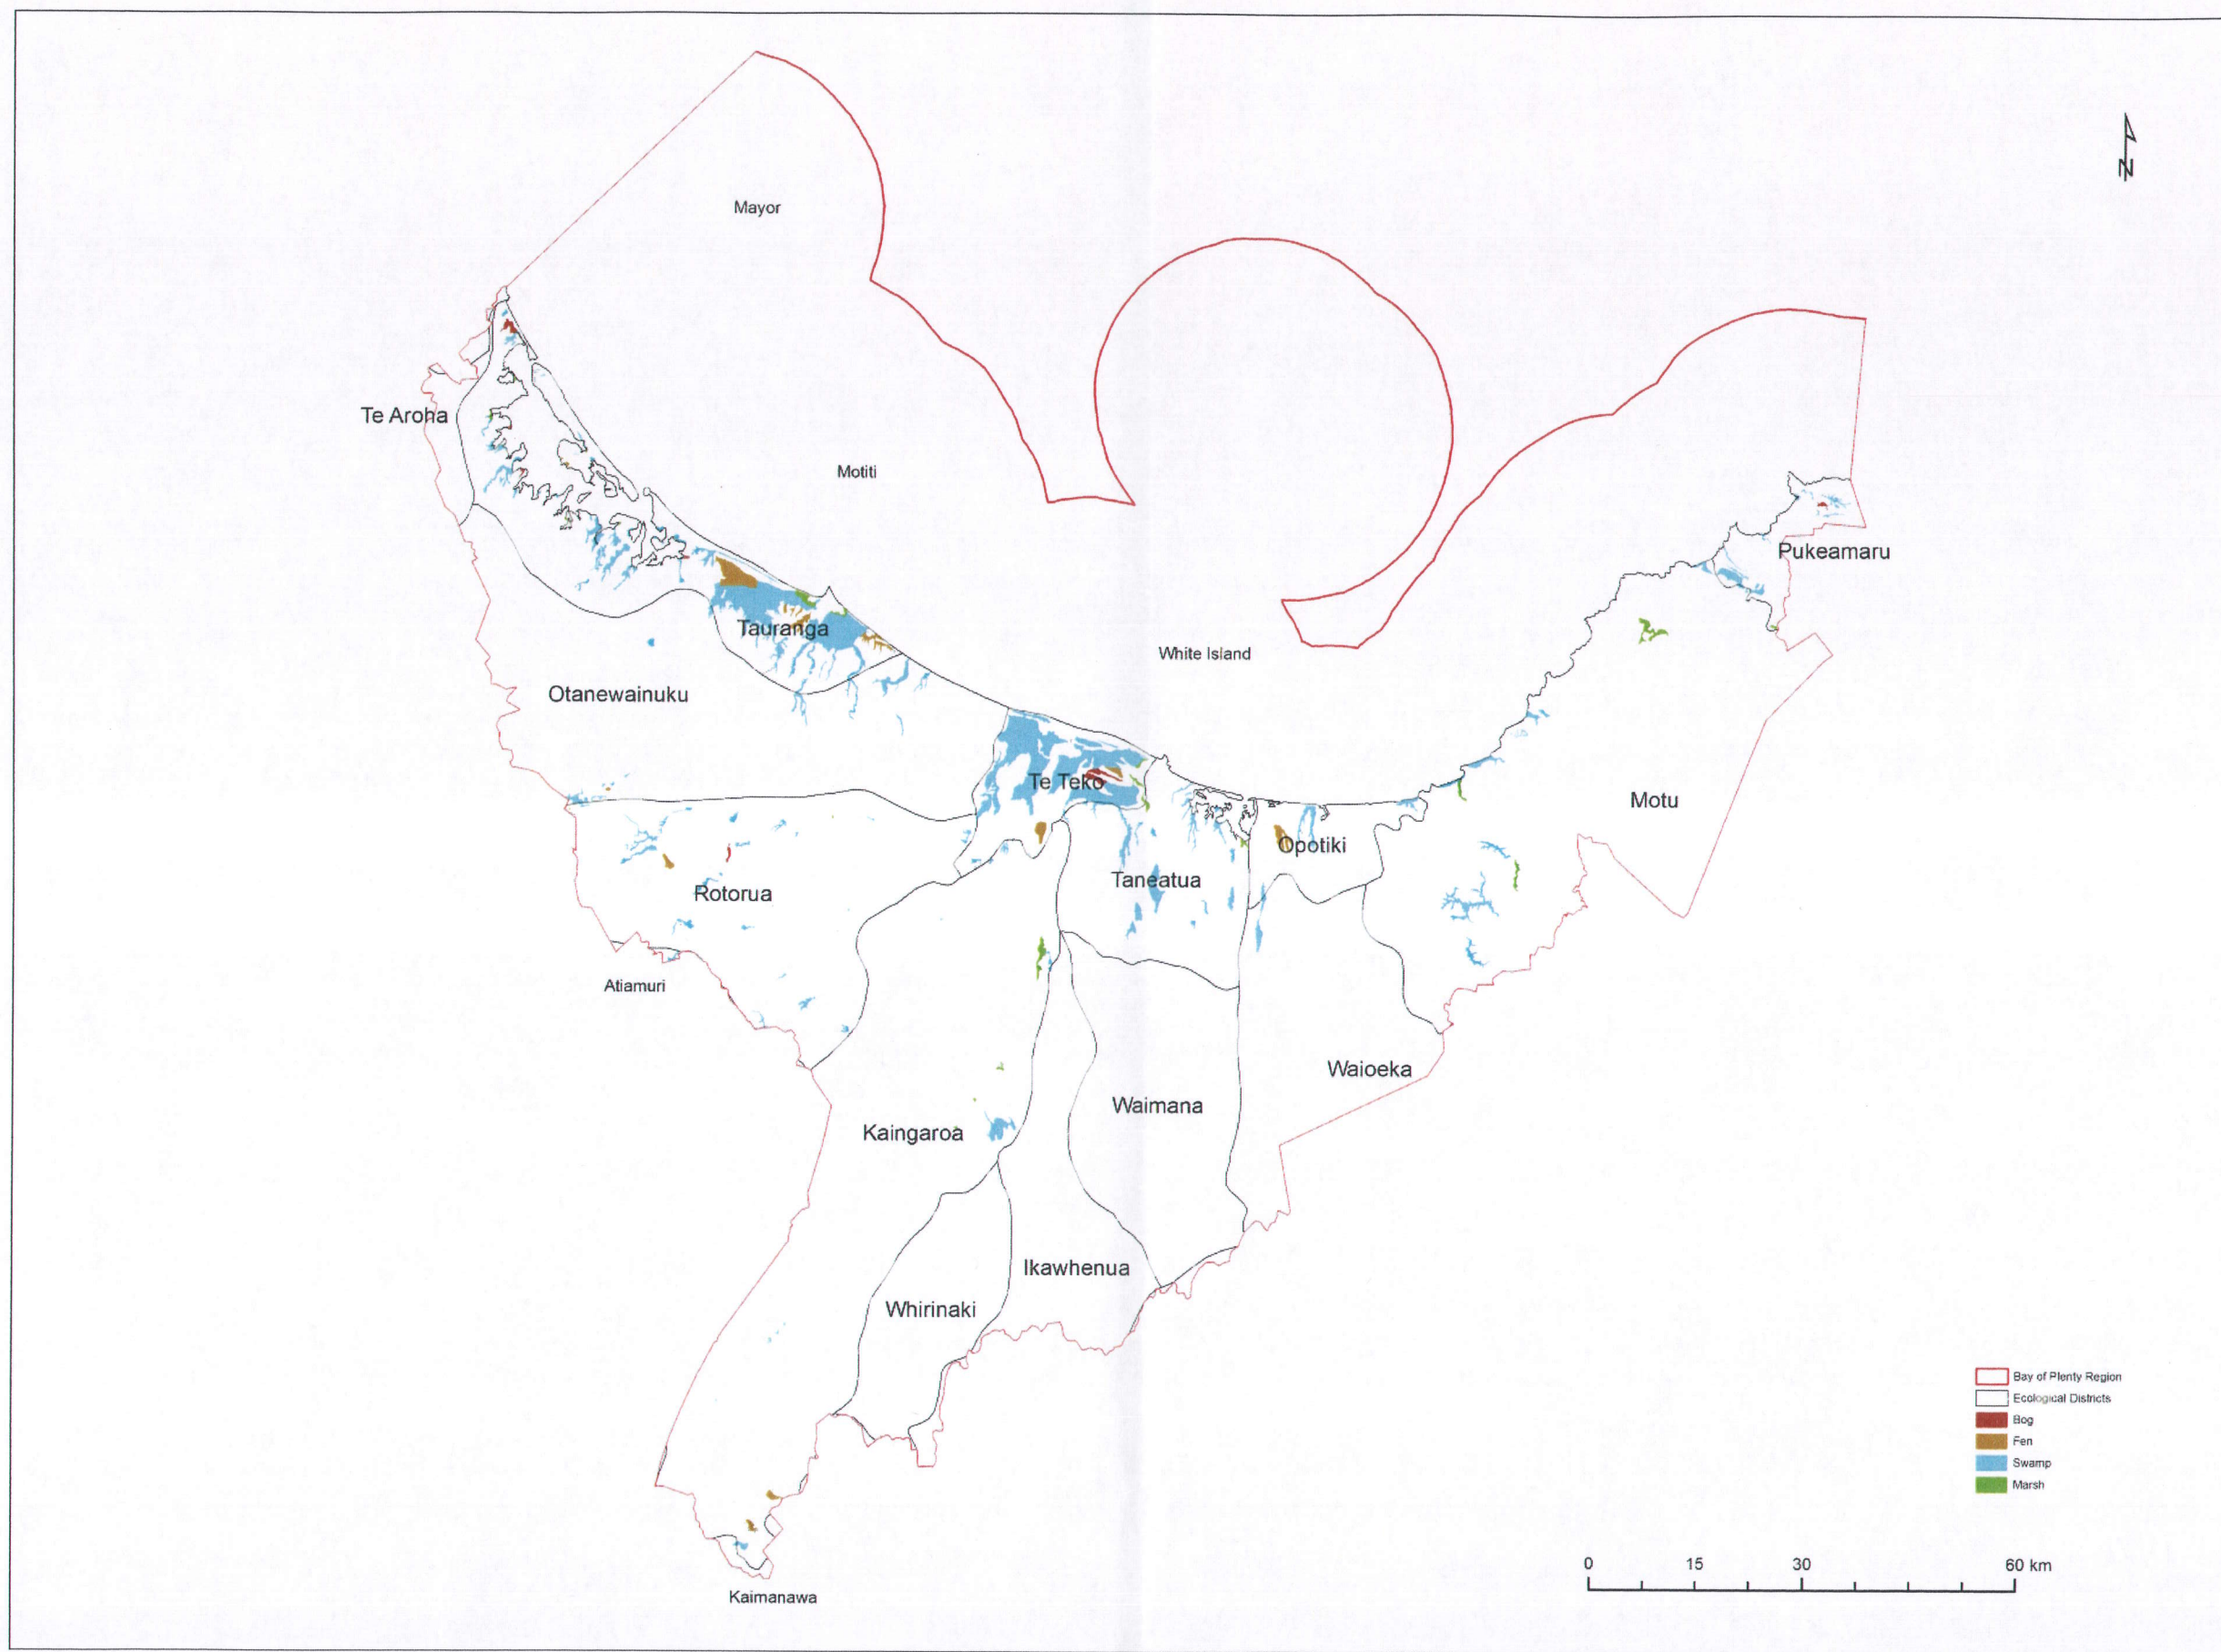 N
Mayor
Te Aroha
Motiti
Pukeamaru
Tauranga
White Island
Otanewainuku
Te Teko
Motu
Opotiki
Taneatua
Rotorua
Atiamuri
Waioeka
Waimana
Kaingaroa
Ikawhenua
Whirinaki
Bay of Plenty Region
Ecological Districts
Bog
Fen
Swamp
Marsh
0 15 30 60 km
Kaimanawa